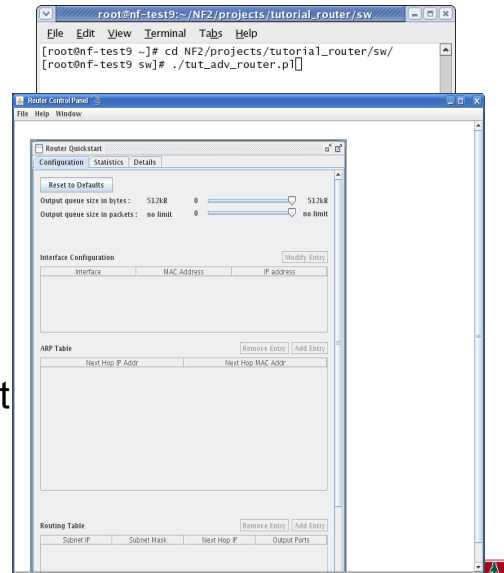 root@nf-test9:~/NF2/projects/tutorial_router/sw
File Edit View Terminal Tabs Help
[root@nf-test9 ~]# cd NF2/projects/tutorial_router/sw/
[root@nf-test9 sw]# ./tut_adv_router.pl
Router Control Panel
File Help Window
Router Quickstart
Configuration Statistics Details
Reset to Defaults
Output queue size in bytes: 512kB 0 512kB
Output queue size in packets: no limit 0 no limit
Interface Configuration Modify Entry
Interface MAC Address IP address
ARP Table Remove Entry Add Entry
Next Hop IP Addr Next Hop MAC Addr
t
Routing Table Remove Entry Add Entry
Subnet IP Subnet Mask Next Hop IP Output Ports